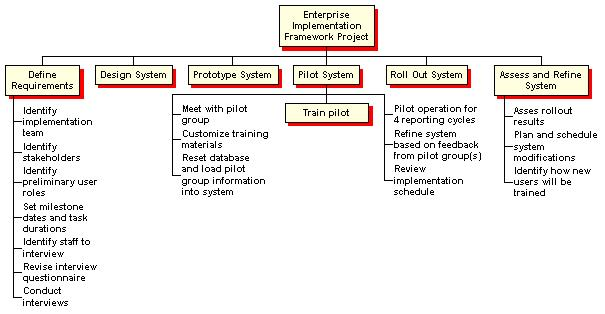 Enterprise
Implementation
Framework Project
Define
Requirements
Design System
Prototype System
Pilot System
Roll Out System
Assess and Refine
System
Identify
implementation
team
Identify
stakeholders
Identify
preliminary user
roles
Set milestone
dates and task
durations
Identify staff to
interview
Revise interview
questionnaire
Conduct
interviews
Meet with pilot
group
Customize training
materials
Reset database
and load pilot
group information
into system
Train pilot
Pilot operation for
4 reporting cycles
Refine system
based on feedback
from pilot group(s)
Review
implementation
schedule
Asses rollout
results
Plan and schedule
system
modifications
Identify how new
users will be
trained